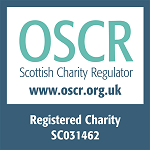 OSCR
Scottish Charity Regulator
www.oscr.org.uk
Registered Charity
SC031462